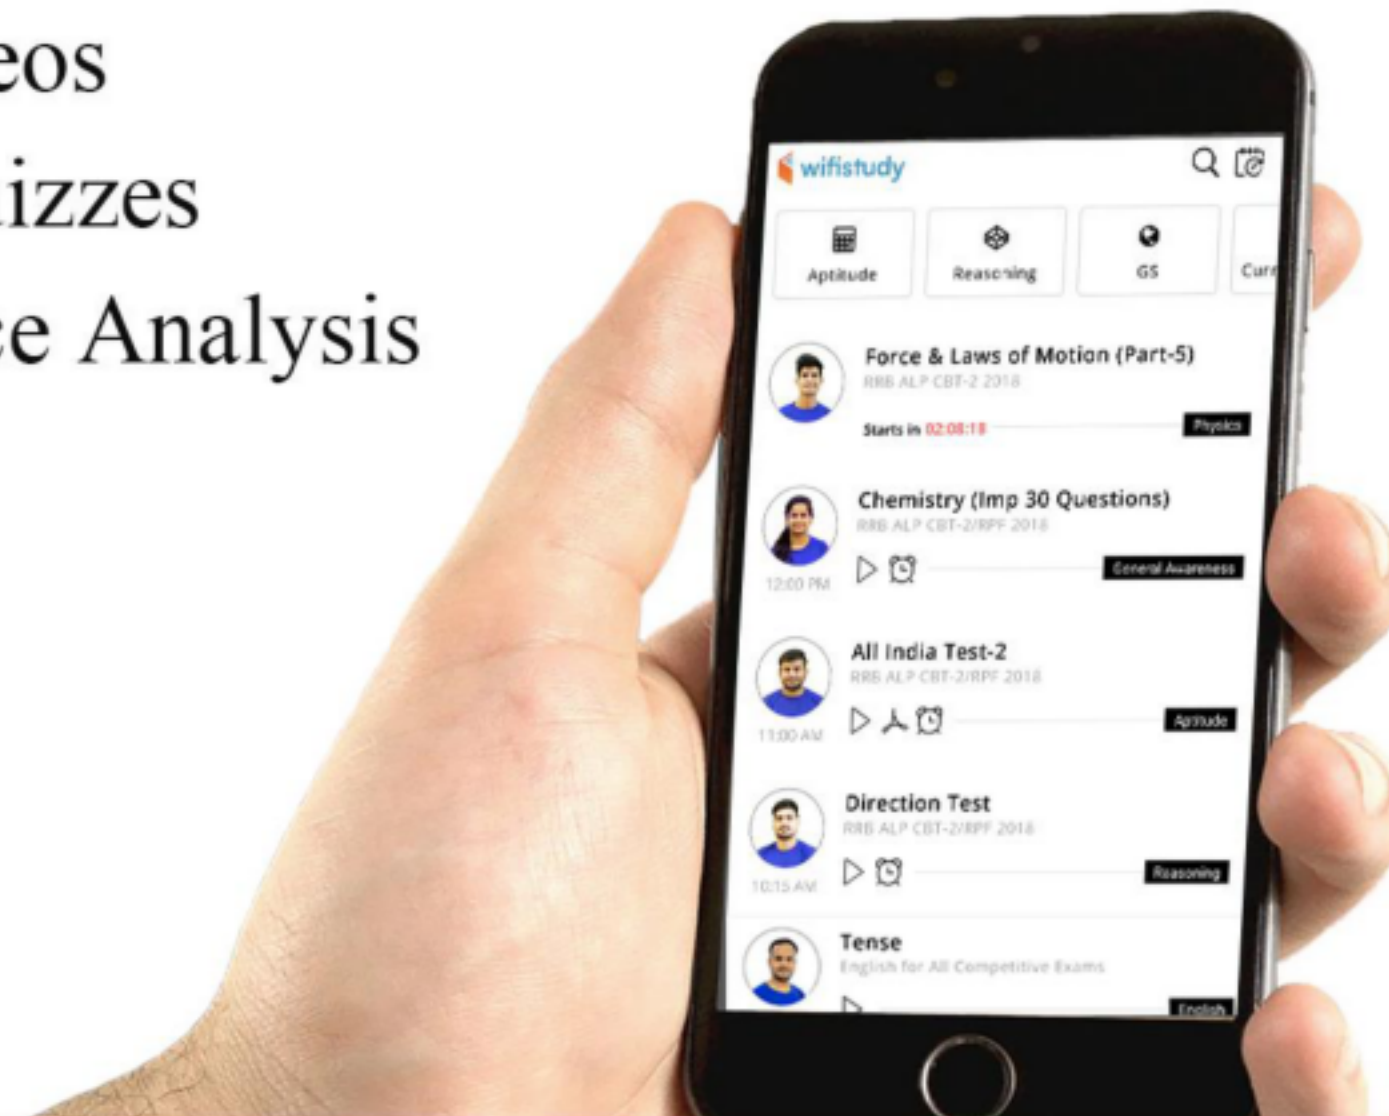 eos
izzes
ce Analysis
wifistudy
Aptitude
Reasoning
GS
Curr
Force & Laws of Motion (Part-5)
RRB ALP CBT-2 2018
Starts in 02:08:18
Physics
Chemistry (Imp 30 Questions)
RRB ALP CBT-2/RPF 2018
12:00 PM
General Awareness
All India Test-2
RRB ALP CBT-2/RPF 2018
11:00 AM
Aptitude
Direction Test
RRB ALP CBT-2/RPF 2018
10:15 AM
Reasoning
Tense
English for All Competitive Exams
English